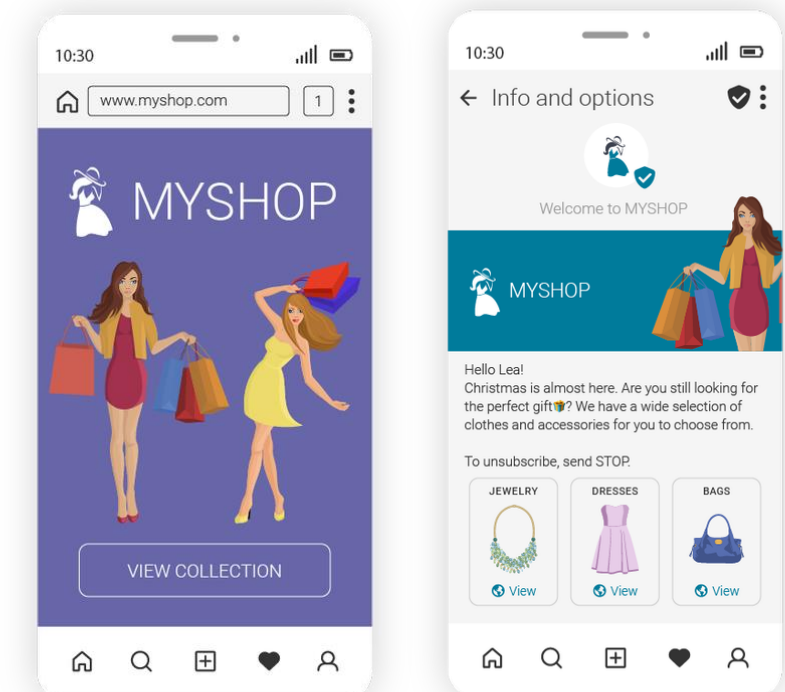 10:30
www.myshop.com
1
MYSHOP
VIEW COLLECTION
10:30
Info and options
Welcome to MYSHOP
MYSHOP
Hello Lea!
Christmas is almost here. Are you still looking for
the perfect gift🎁? We have a wide selection of
clothes and accessories for you to choose from.
To unsubscribe, send STOP.
JEWELRY
DRESSES
BAGS
View
View
View